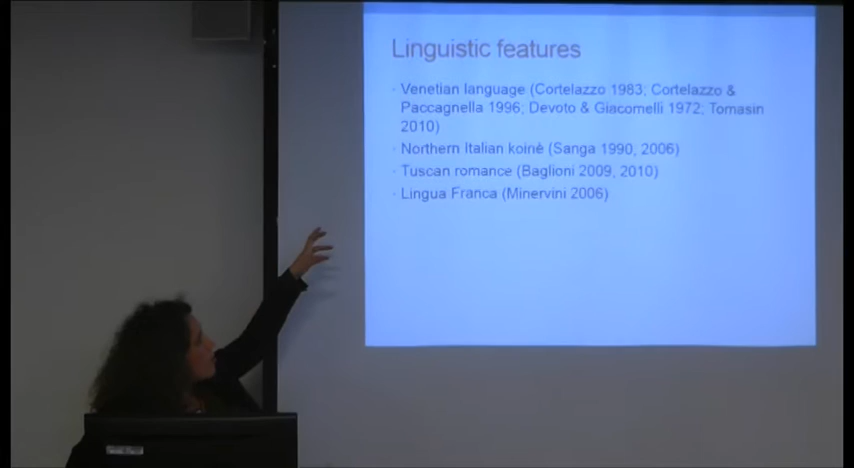 Linguistic features
· Venetian language (Cortelazzo 1983; Cortelazzo &
Paccagnella 1996; Devoto & Giacomelli 1972; Tomasin
2010)
· Northern Italian koinè (Sanga 1990, 2006)
· Tuscan romance (Baglioni 2009, 2010)
· Lingua Franca (Minervini 2006)